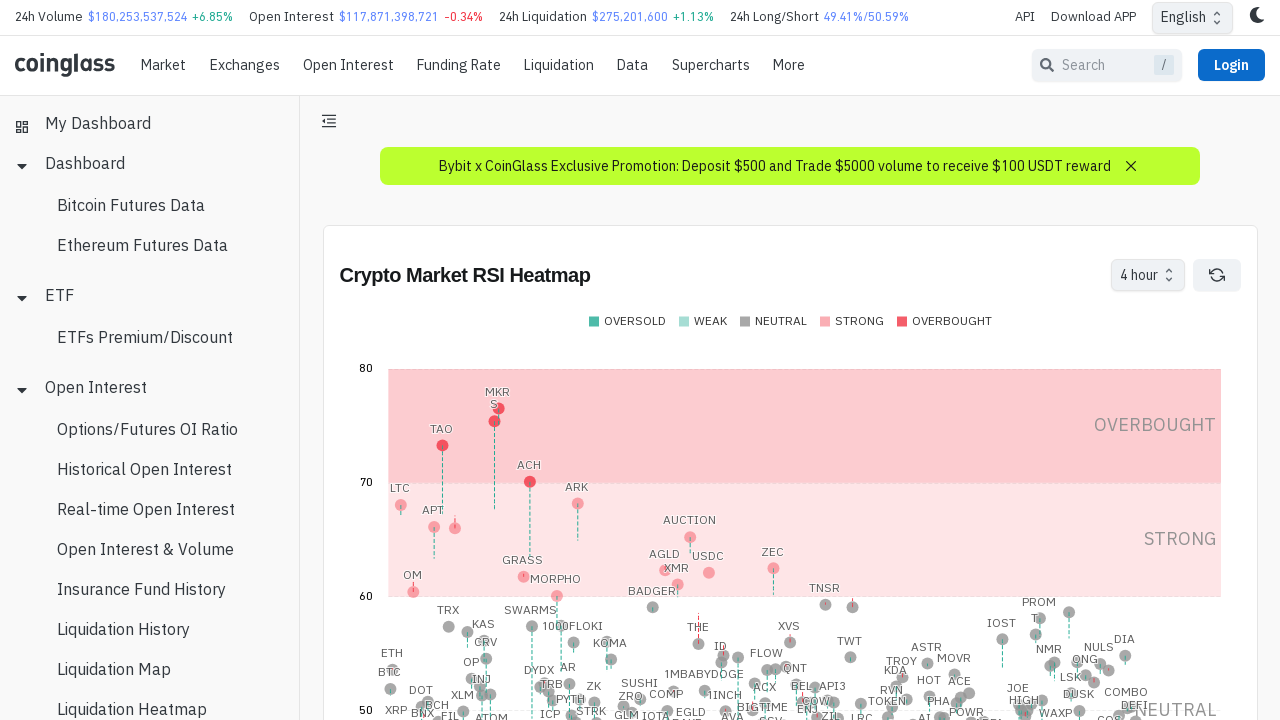 24h Volume $180,253,537,524 +6.85% Open Interest $117,871,398,721 -0.34% 24h Liquidation $275,201,600 +1.13% 24h Long/Short 49.41%/50.59% API Download APP English
coinglass Market Exchanges Open Interest Funding Rate Liquidation Data Supercharts More Search / Login
My Dashboard
Dashboard
Bitcoin Futures Data
Ethereum Futures Data
ETF
ETFs Premium/Discount
Open Interest
Options/Futures OI Ratio
Historical Open Interest
Real-time Open Interest
Open Interest & Volume
Insurance Fund History
Liquidation History
Liquidation Map
Liquidation Heatmap
Bybit x CoinGlass Exclusive Promotion: Deposit $500 and Trade $5000 volume to receive $100 USDT reward
Crypto Market RSI Heatmap 4 hour
OVERSOLD WEAK NEUTRAL STRONG OVERBOUGHT
80
MKR
S
TAO OVERBOUGHT
ACH
70
LTC ARK
APT
AUCTION
STRONG
AGLD USDC ZEC
GRASS XMR
OM MORPHO
BADGER TNSR
60
PROM
TRX SWARMS
KAS 1000FLOKI THE XVS IOST T
CRV KOMA ID TWT DIA
ETH FLOW ASTR NMR NULS
OP AR TROY MOVR ONG
BTC DYDX 1MBABYDOGE QNT KDA
INJ TRB ZK SUSHI ACX BEL API3 HOT ACE LSK
DOT XLM PYTH ZRO COMP 1INCH RVN JOE DUSK COMBO
BCH COW TOKEN PHA HIGH DEFI
50
XRP BNX FIL ICP STRK GLM IOTA EGLD BIGTIME POWR WAXP NEUTRAL
ATOM AVA ZIL LRC